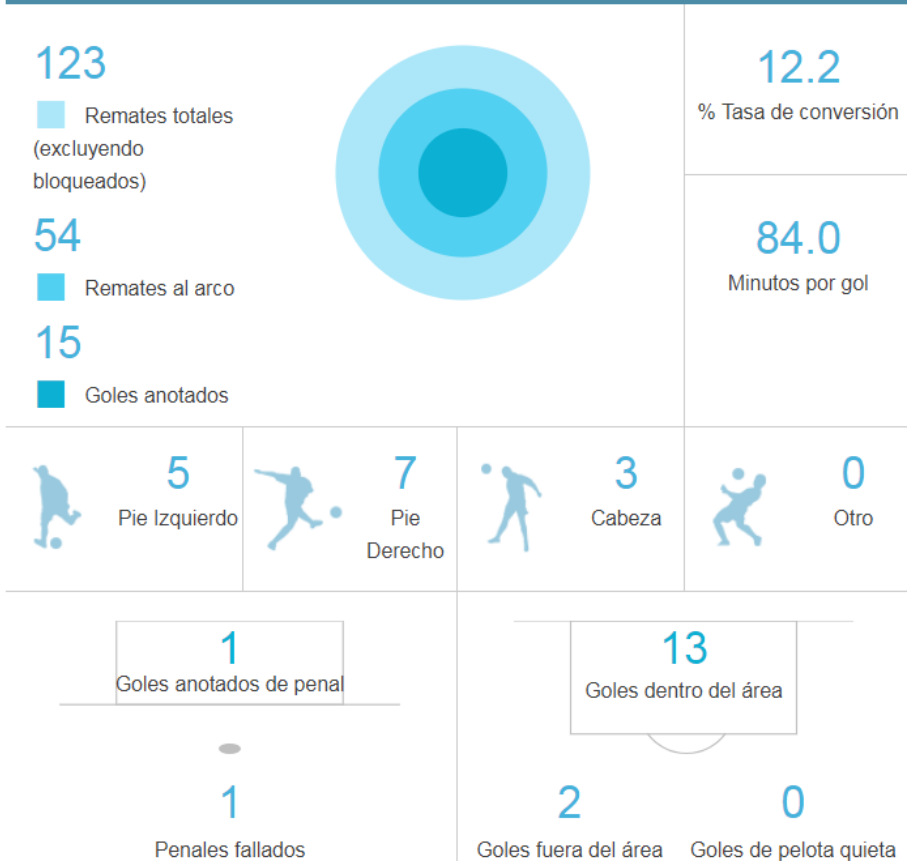 123
Remates totales
(excluyendo
bloqueados)
54
Remates al arco
15
Goles anotados
12.2
% Tasa de conversión
84.0
Minutos por gol
5
Pie Izquierdo
7
Pie
Derecho
3
Cabeza
0
Otro
1
Goles anotados de penal
1
Penales fallados
13
Goles dentro del área
2
Goles fuera del área
0
Goles de pelota quieta